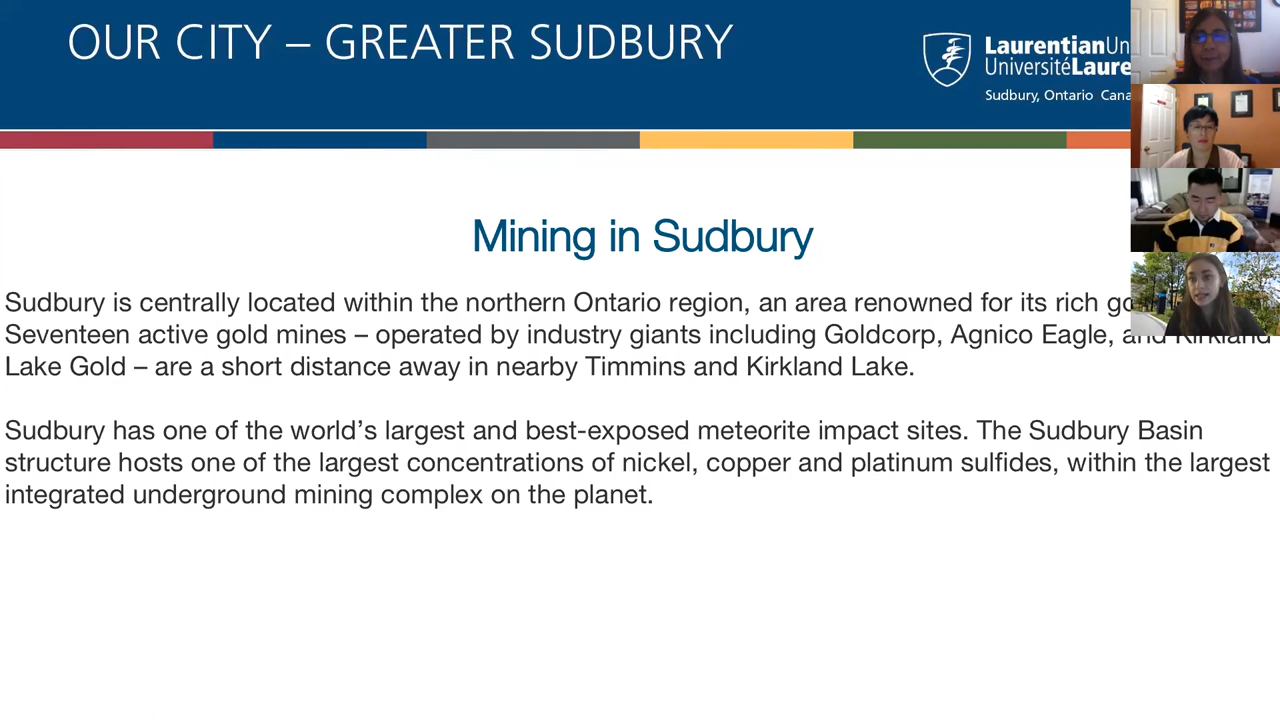 OUR CITY – GREATER SUDBURY
Laurentian
Université
Sudbury, Ontario
Mining in Sudbury
Sudbury is centrally located within the northern Ontario region, an area renowned for its rich
Seventeen active gold mines – operated by industry giants including Goldcorp, Agnico Eagle, and Kirkland
Lake Gold – are a short distance away in nearby Timmins and Kirkland Lake.
Sudbury has one of the world’s largest and best-exposed meteorite impact sites. The Sudbury Basin
structure hosts one of the largest concentrations of nickel, copper and platinum sulfides, within the largest
integrated underground mining complex on the planet.